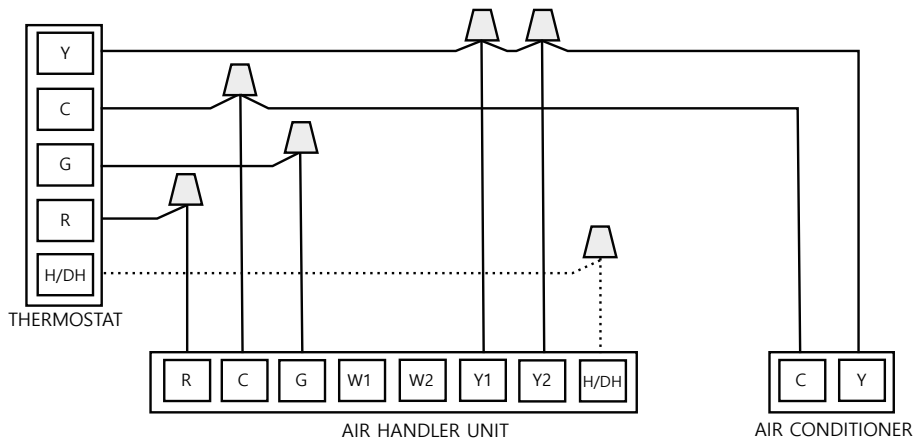 Y
C
G
R
H/DH
THERMOSTAT
R C G W1 W2 Y1 Y2 H/DH
C Y
AIR HANDLER UNIT
AIR CONDITIONER